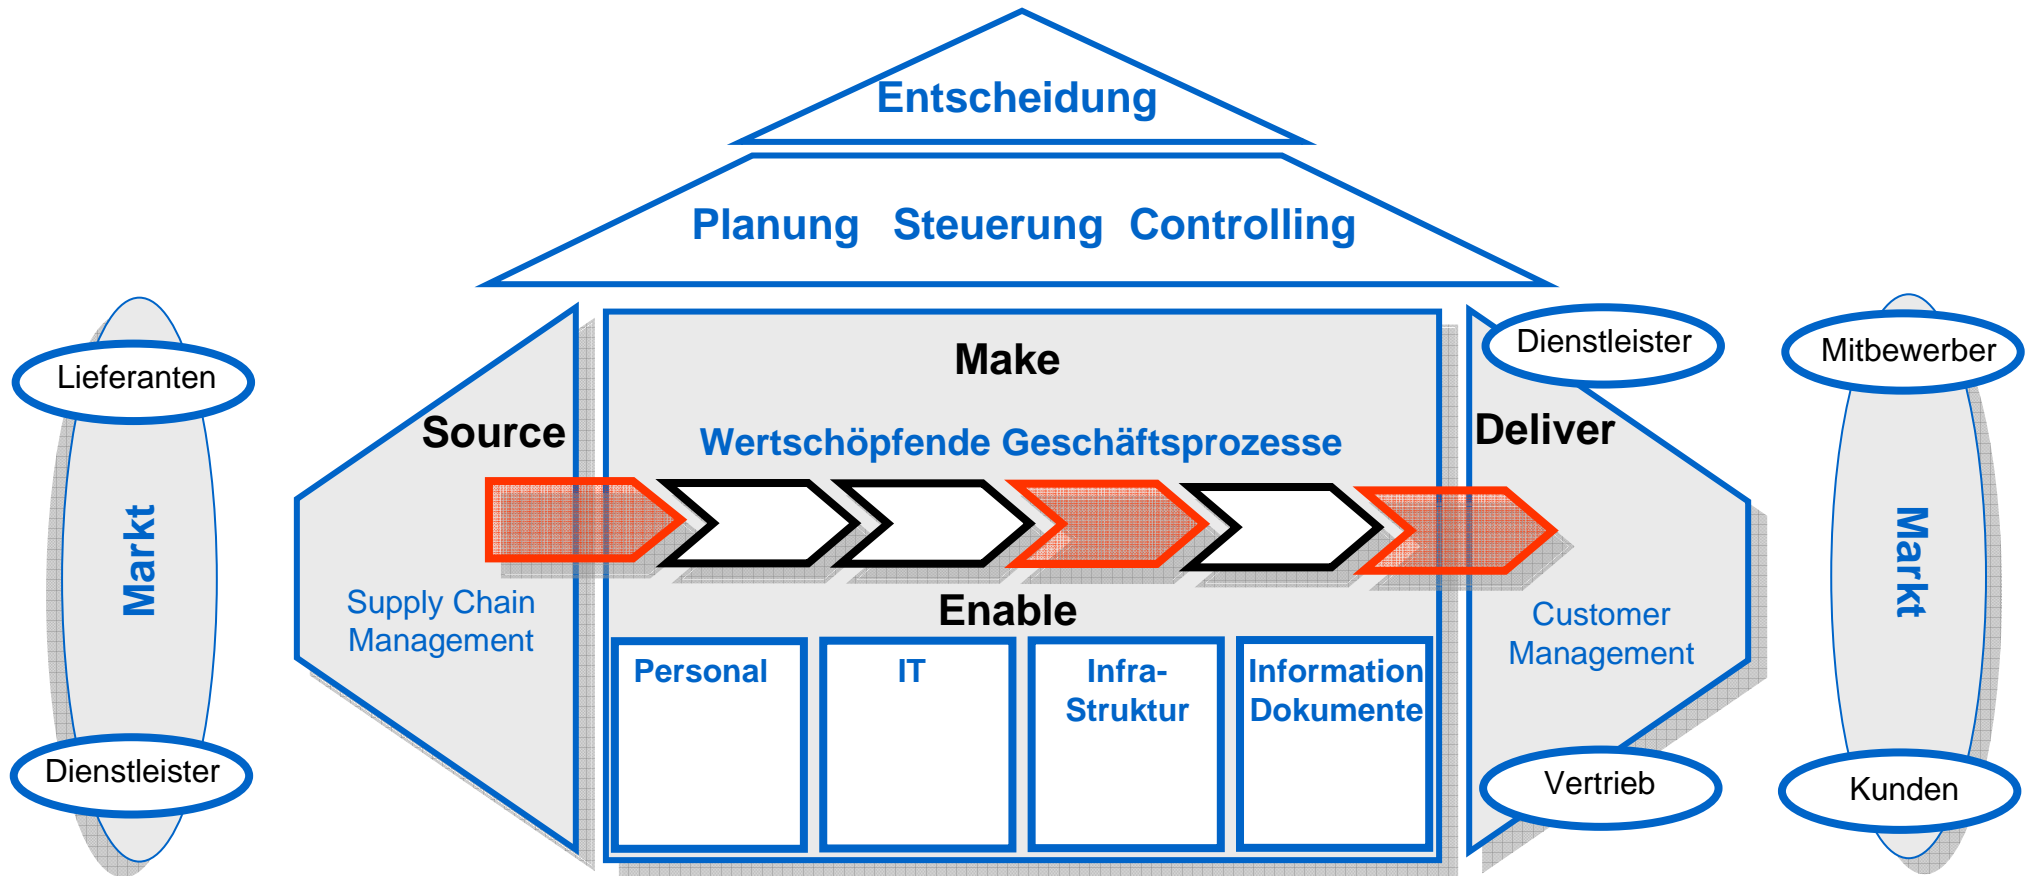 Entscheidung
Planung Steuerung Controlling
Lieferanten
Markt
Dienstleister
Source
Supply Chain
Management
Make
Wertschöpfende Geschäftsprozesse
Enable
Personal
IT
Infra-
Struktur
Information
Dokumente
Dienstleister
Deliver
Customer
Management
Vertrieb
Mitbewerber
Markt
Kunden